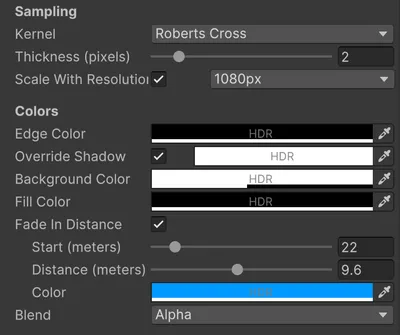 Sampling
Kernel Roberts Cross
Thickness (pixels) 2
Scale With Resolution 1080px
Colors
Edge Color HDR
Override Shadow HDR
Background Color HDR
Fill Color HDR
Fade In Distance
Start (meters) 22
Distance (meters) 9.6
Color HDR
Blend Alpha